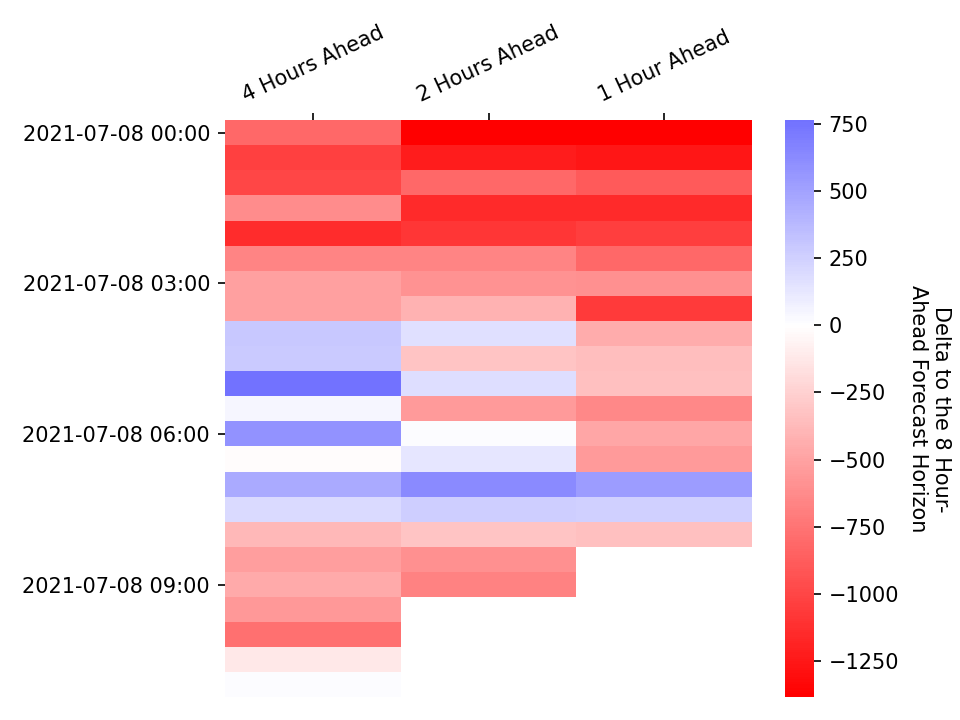 4 Hours Ahead
2 Hours Ahead
1 Hour Ahead
2021-07-08 00:00
2021-07-08 03:00
2021-07-08 06:00
2021-07-08 09:00
750
500
250
0
−250
−500
−750
−1000
−1250
Delta to the 8 Hour-
Ahead Forecast Horizon